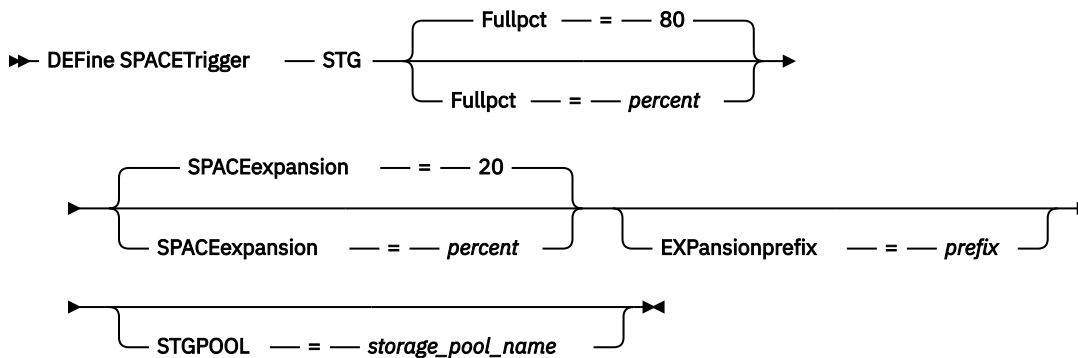 Fullpct = 80
DEFine SPACETrigger STG
Fullpct = percent
SPACEexpansion = 20
SPACEexpansion = percent EXPansionprefix = prefix
STGPOOL = storage_pool_name